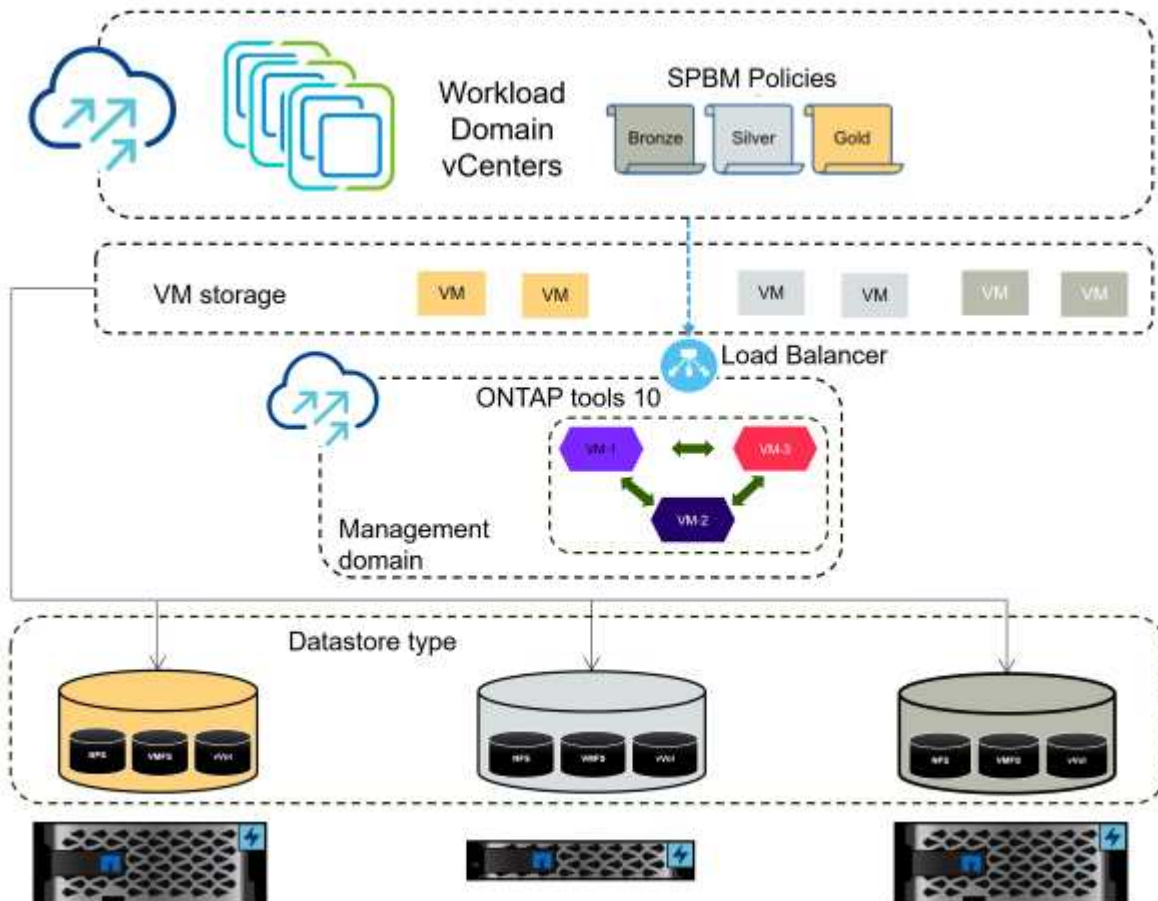 SPBM Policies
Workload
Domain
vCenters
Bronze
Silver
Gold
VM storage
VM
VM
VM
VM
VM
VM
Load Balancer
ONTAP tools 10
VM-1
VM-3
VM-2
Management
domain
Datastore type
NFS
VMFS
vVol
NFS
VMFS
vVol
NFS
VMFS
vVol